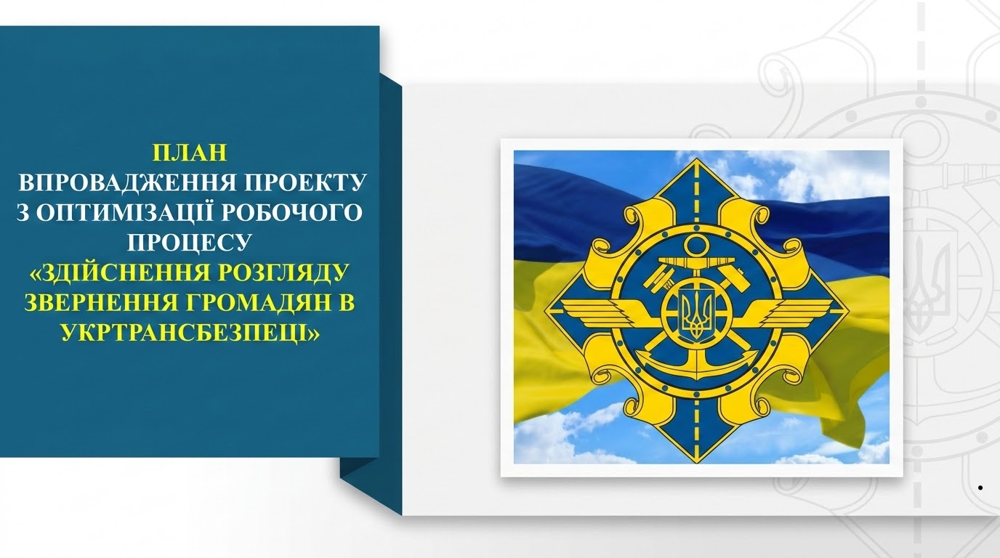 ПЛАН
ВПРОВАДЖЕННЯ ПРОЕКТУ
З ОПТИМІЗАЦІЇ РОБОЧОГО
ПРОЦЕСУ
«ЗДІЙСНЕННЯ РОЗГЛЯДУ
ЗВЕРНЕННЯ ГРОМАДЯН В
УКРТРАНСБЕЗПЕЦІ»
.